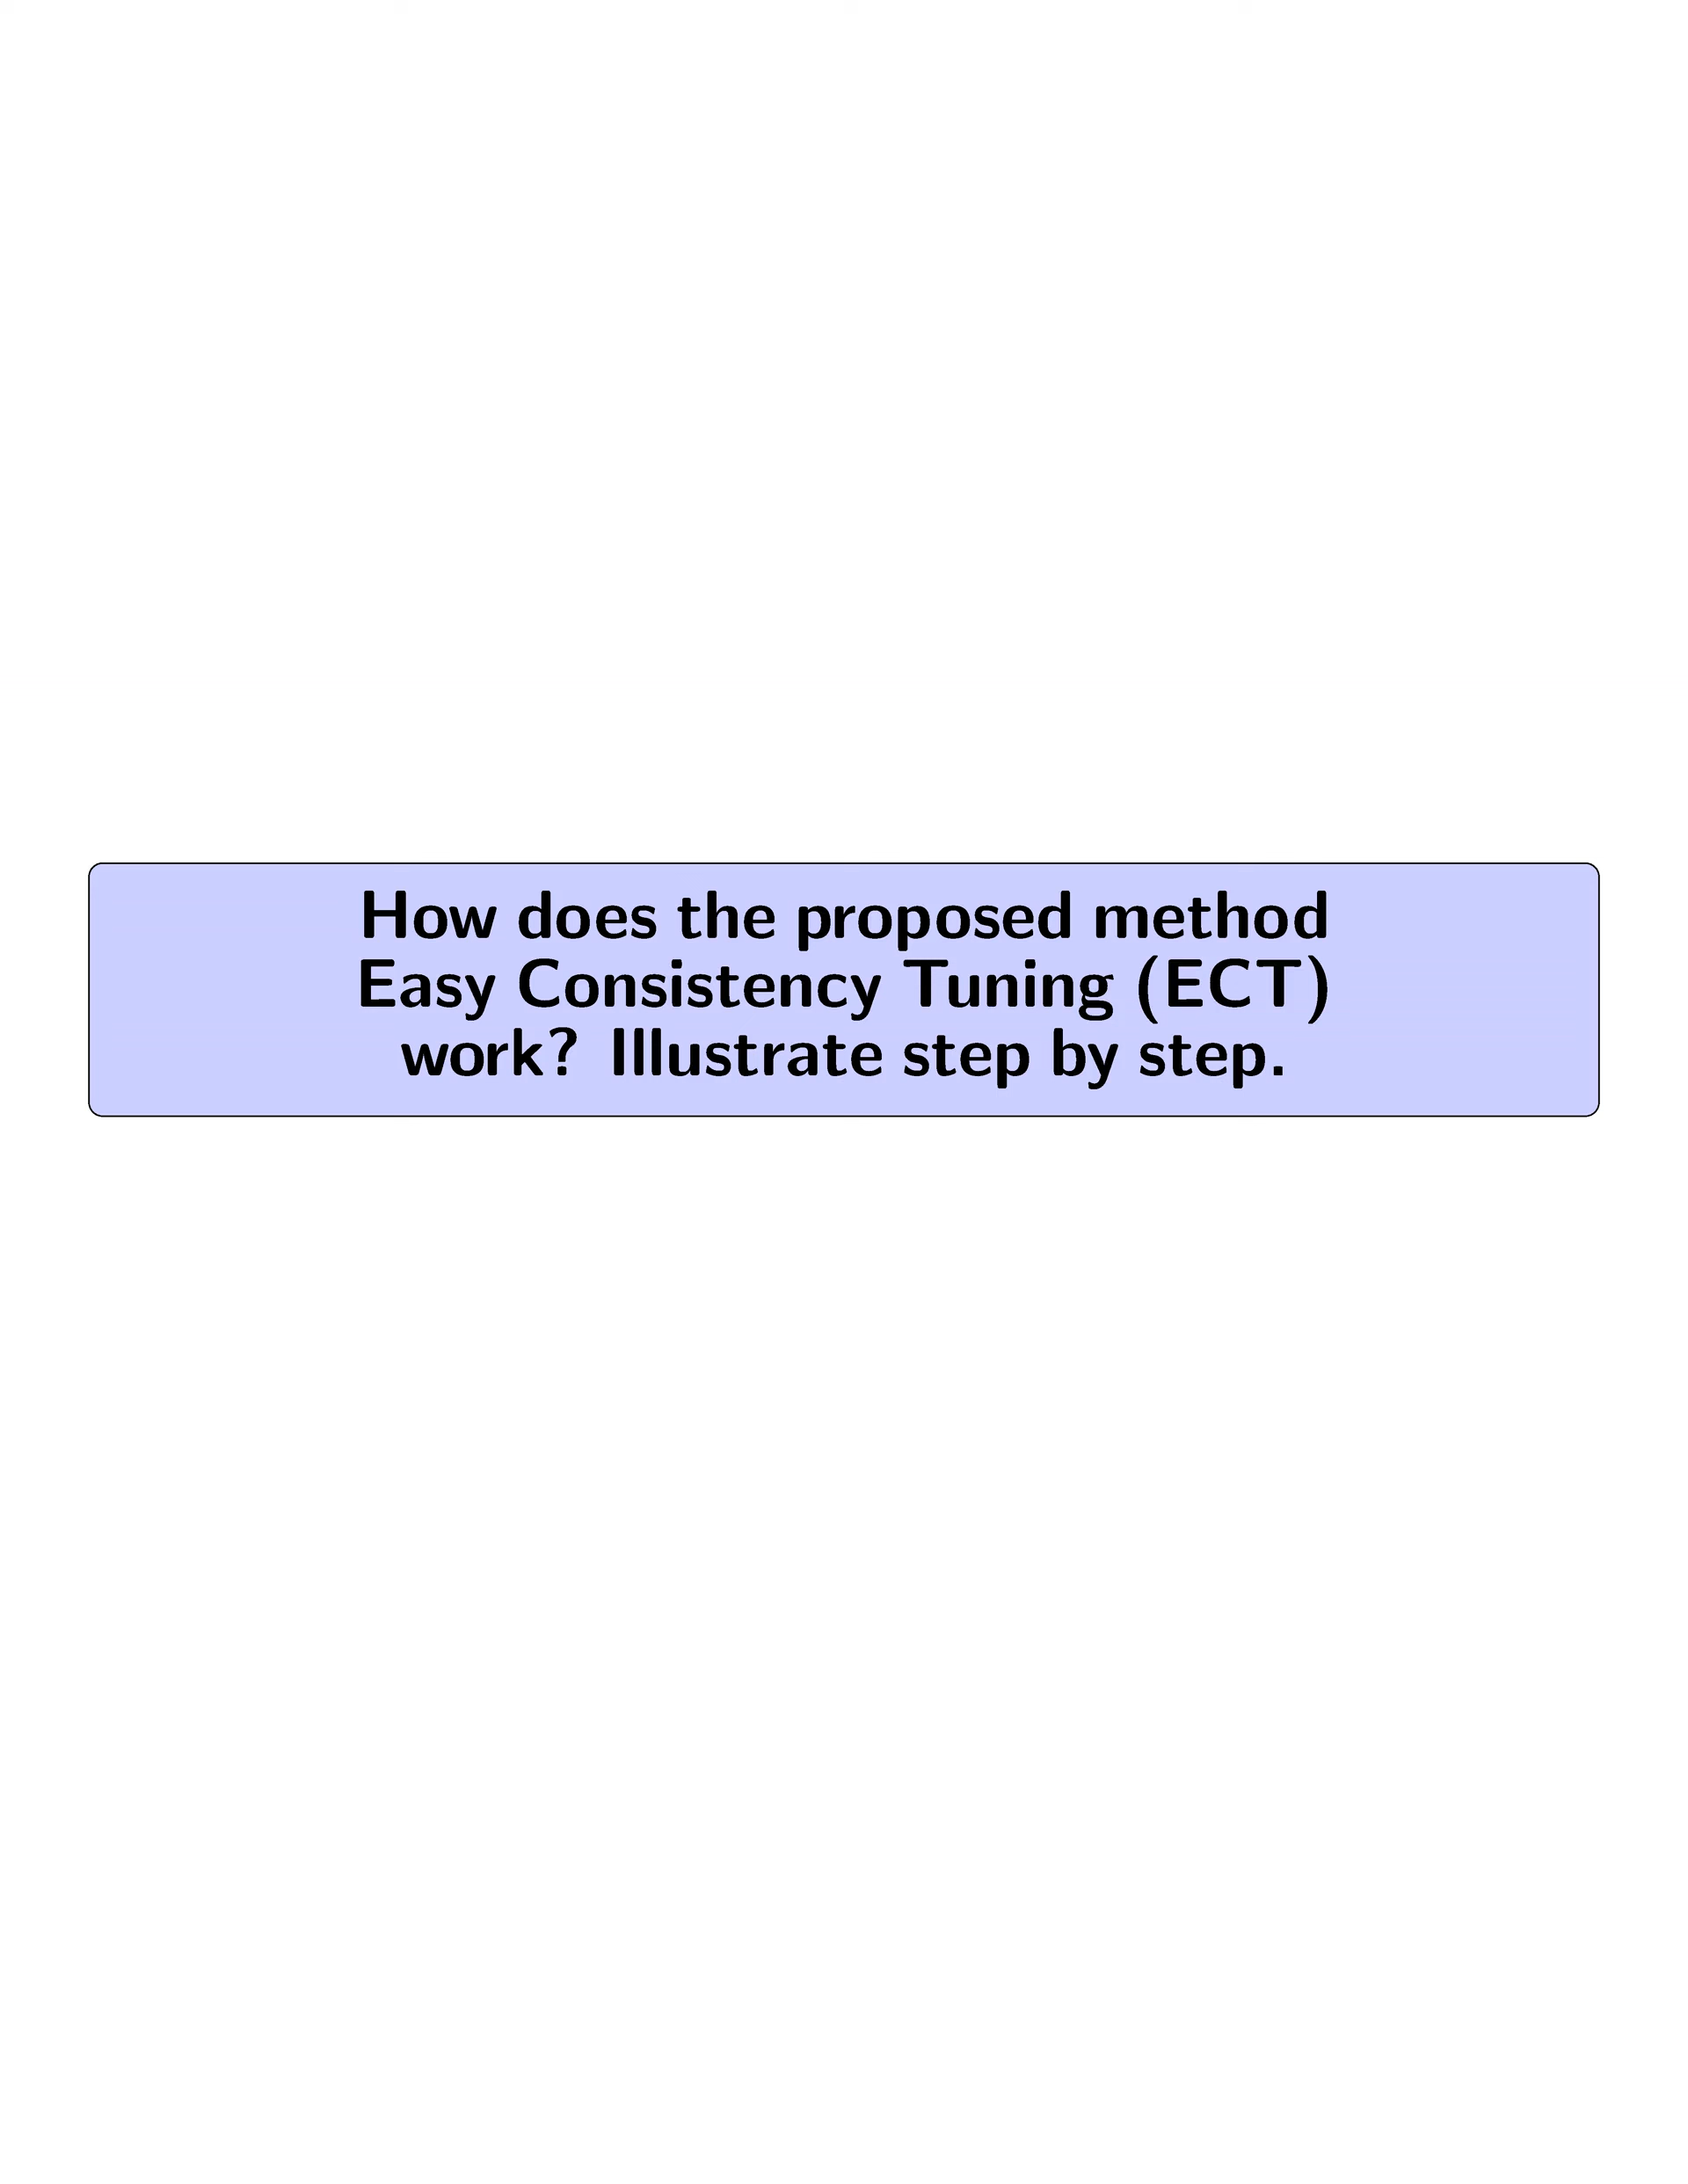 How does the proposed method
Easy Consistency Tuning (ECT)
work? Illustrate step by step.